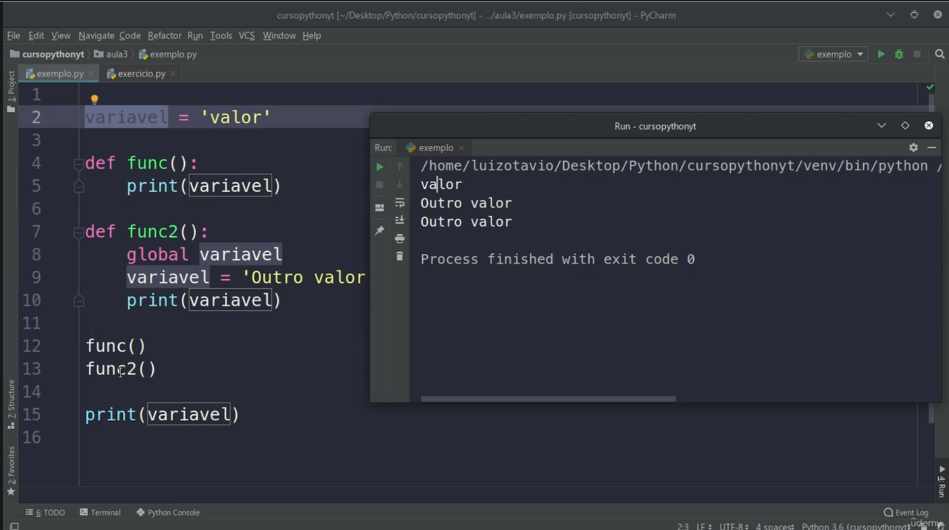 cursopythonyt [~/Desktop/Python/cursopythonyt] - .../aula3/exemplo.py [cursopythonyt] - PyCharm
File Edit View Navigate Code Refactor Run Tools VCS Window Help
cursopythonyt aula3 exemplo.py exemplo
exemplo.py exercicio.py
1: Project
1
2 variavel = 'valor'
3
4 def func():
5 print(variavel)
6
7 def func2():
8 global variavel
9 variavel = 'Outro valor
10 print(variavel)
11
12 func()
13 func2()
14
15 print(variavel)
16
Run - cursopythonyt
Run: exemplo
/home/luizotavio/Desktop/Python/cursopythonyt/venv/bin/python /
valor
Outro valor
Outro valor
Process finished with exit code 0
7: Structure
2: Favorites
4: Run
6: TODO Terminal Python Console Event Log
2:3 LF UTF-8 4 spaces Python 3.6 (cursopythonyt)
Udemy